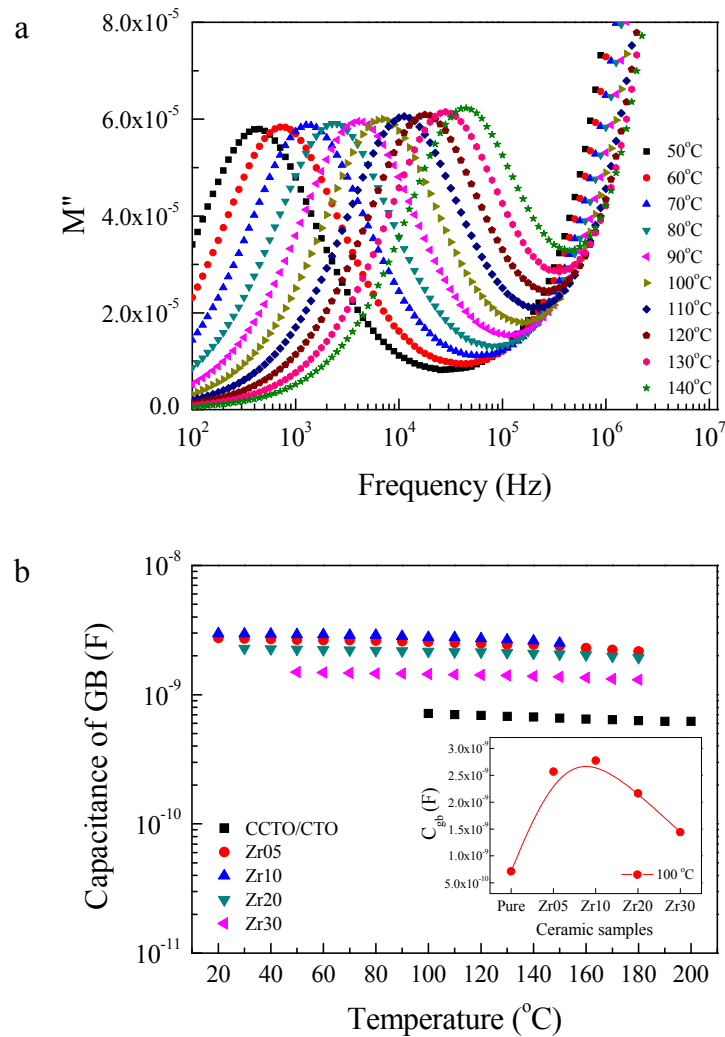 a
8.0x10⁻⁵
6.0x10⁻⁵
4.0x10⁻⁵
2.0x10⁻⁵
0.0
M''
10² 10³ 10⁴ 10⁵ 10⁶ 10⁷
Frequency (Hz)
50°C
60°C
70°C
80°C
90°C
100°C
110°C
120°C
130°C
140°C
b
10⁻⁸
10⁻⁹
10⁻¹⁰
10⁻¹¹
Capacitance of GB (F)
CCTO/CTO
Zr05
Zr10
Zr20
Zr30
3.0x10⁻⁹
2.5x10⁻⁹
2.0x10⁻⁹
1.5x10⁻⁹
1.0x10⁻⁹
5.0x10⁻¹⁰
C_gb (F)
100 °C
Pure Zr05 Zr10 Zr20 Zr30
Ceramic samples
20 40 60 80 100 120 140 160 180 200
Temperature (°C)